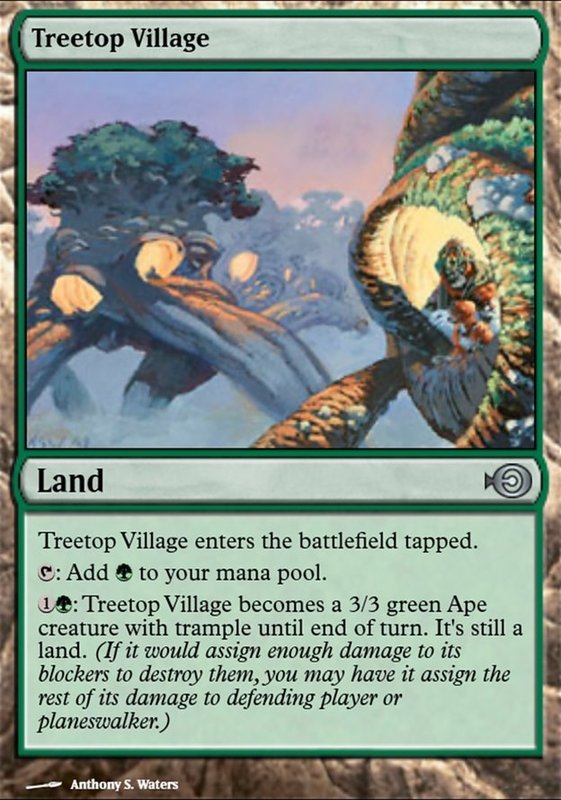 Treetop Village
Land
Treetop Village enters the battlefield tapped.
: Add to your mana pool.
1: Treetop Village becomes a 3/3 green Ape
creature with trample until end of turn. It's still a
land. (If it would assign enough damage to its
blockers to destroy them, you may have it assign the
rest of its damage to defending player or
planeswalker.)
Anthony S. Waters